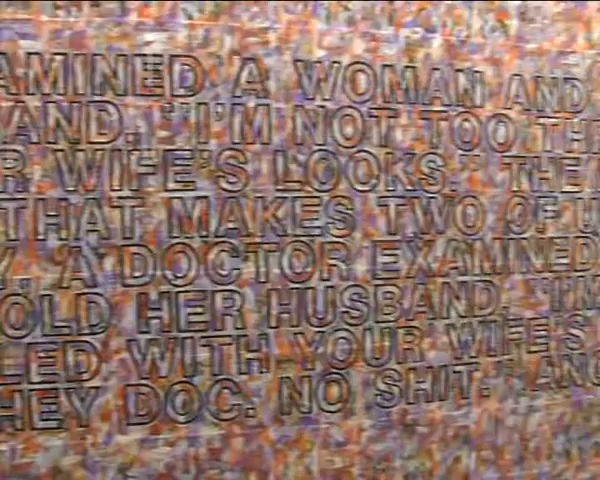 AMINED A WOMAN AND
AND. "I'M NOT TOO TH
R WIFE'S LOOKS." THE
THAT MAKES TWO OF U
Y. A DOCTOR EXAMINED
OLD HER HUSBAND. "I'M
LED WITH YOUR WIFE'S
HEY DOC. NO SHIT." ANO